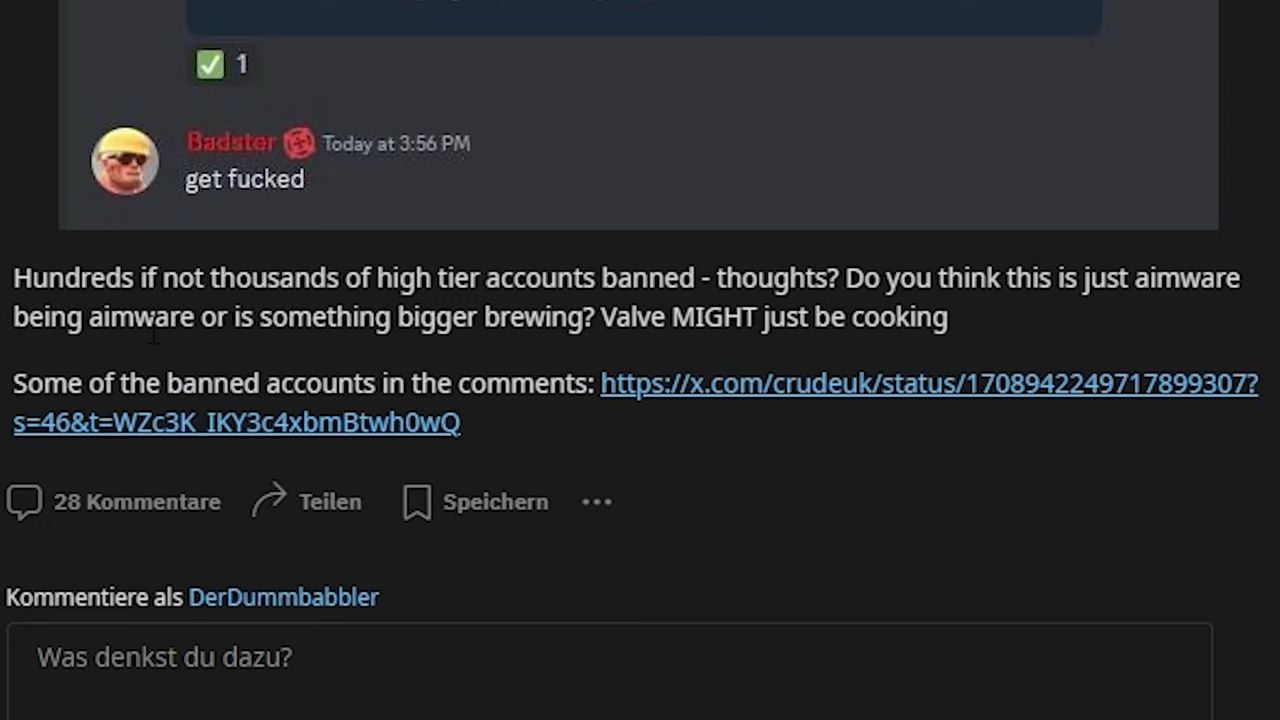 1
Badster Today at 3:56 PM
get fucked
Hundreds if not thousands of high tier accounts banned - thoughts? Do you think this is just aimware
being aimware or is something bigger brewing? Valve MIGHT just be cooking
Some of the banned accounts in the comments: https://x.com/crudeuk/status/1708942249717899307?
s=46&t=WZc3K_IKY3c4xbmBtwh0wQ
28 Kommentare Teilen Speichern
Kommentiere als DerDummbabbler
Was denkst du dazu?